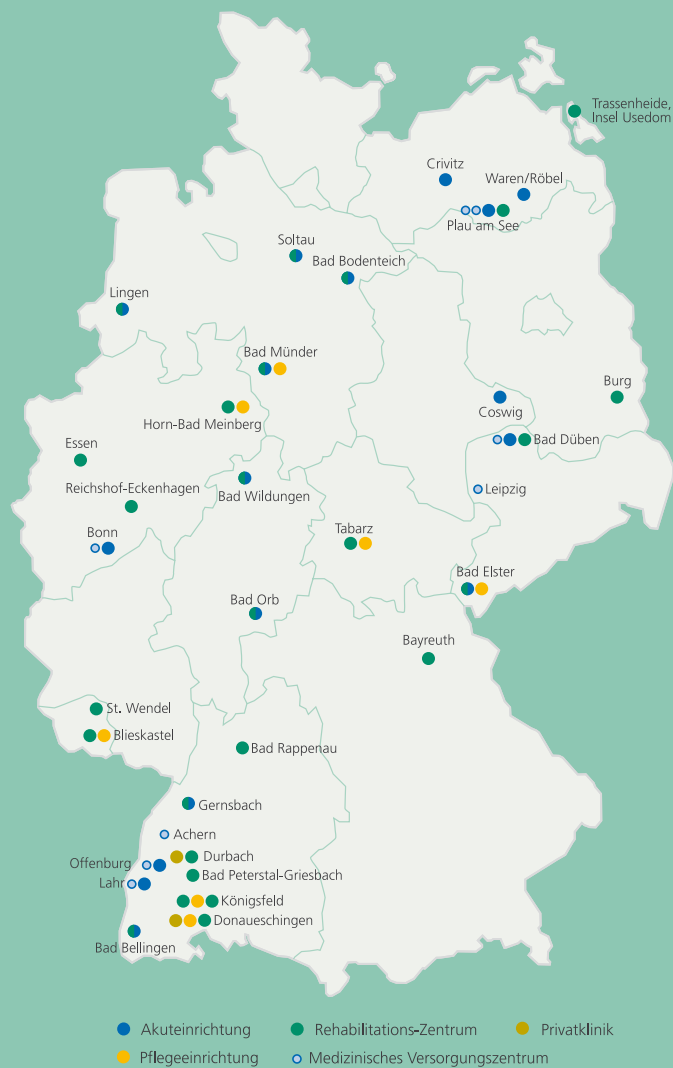 Trassenheide,
Insel Usedom
Crivitz
Waren/Röbel
Plau am See
Soltau
Bad Bodenteich
Lingen
Bad Münder
Burg
Horn-Bad Meinberg
Coswig
Essen
Bad Düben
Reichshof-Eckenhagen
Bad Wildungen
Leipzig
Bonn
Tabarz
Bad Elster
Bad Orb
Bayreuth
St. Wendel
Blieskastel
Bad Rappenau
Gernsbach
Achern
Durbach
Offenburg
Bad Peterstal-Griesbach
Lahr
Königsfeld
Donaueschingen
Bad Bellingen
Akuteinrichtung
Rehabilitations-Zentrum
Privatklinik
Pflegeeinrichtung
Medizinisches Versorgungszentrum